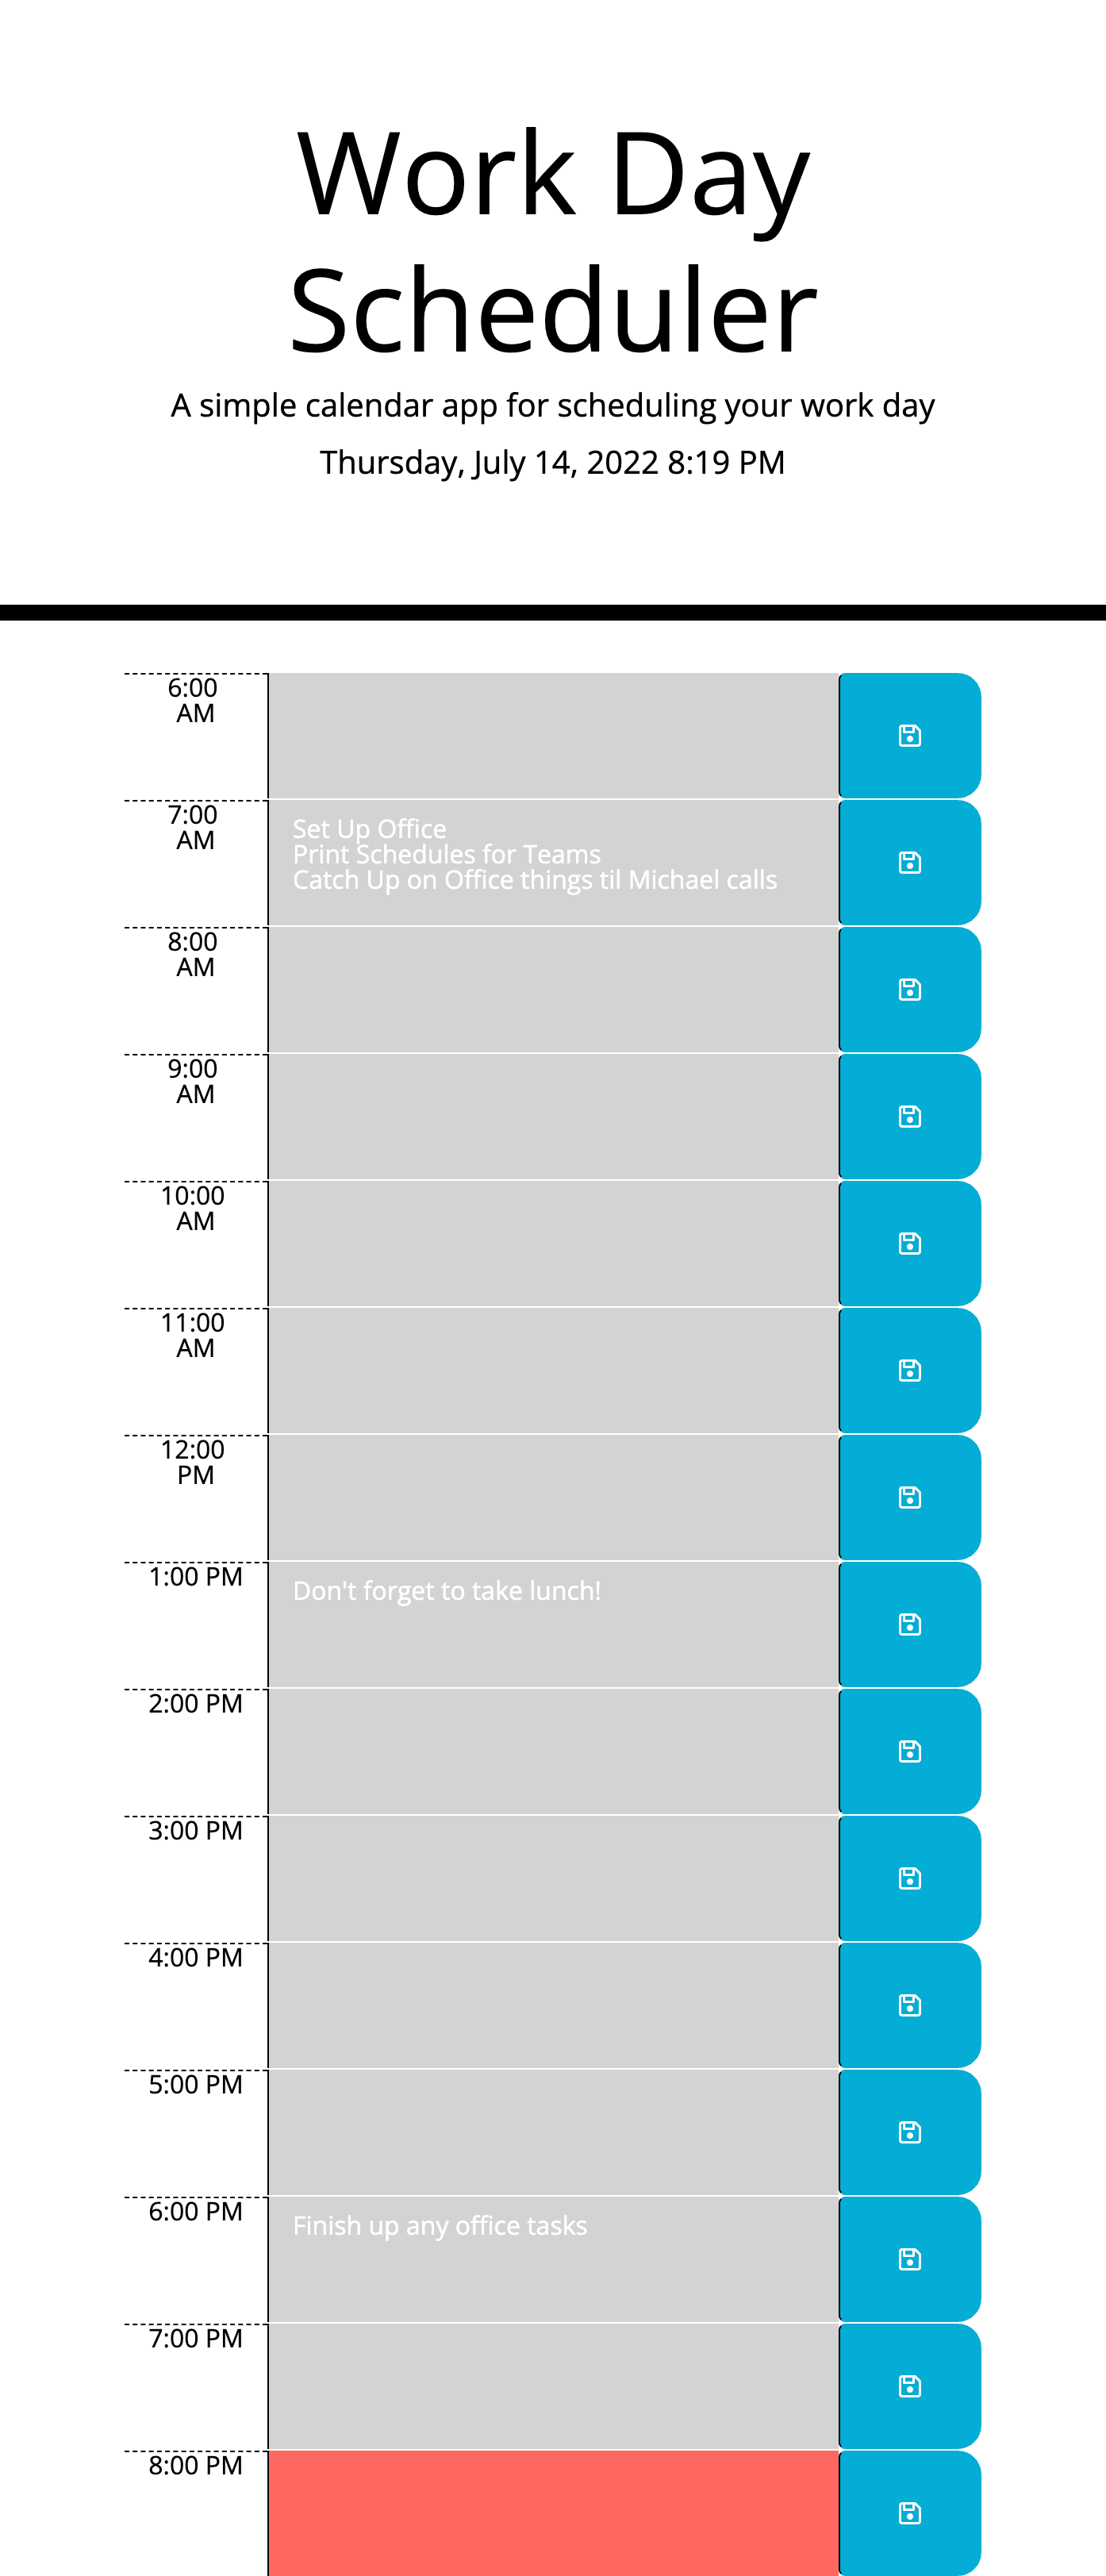 Work Day
Scheduler
A simple calendar app for scheduling your work day
Thursday, July 14, 2022 8:19 PM
6:00
AM
7:00
AM
Set Up Office
Print Schedules for Teams
Catch Up on Office things til Michael calls
8:00
AM
9:00
AM
10:00
AM
11:00
AM
12:00
PM
1:00 PM
Don't forget to take lunch!
2:00 PM
3:00 PM
4:00 PM
5:00 PM
6:00 PM
Finish up any office tasks
7:00 PM
8:00 PM